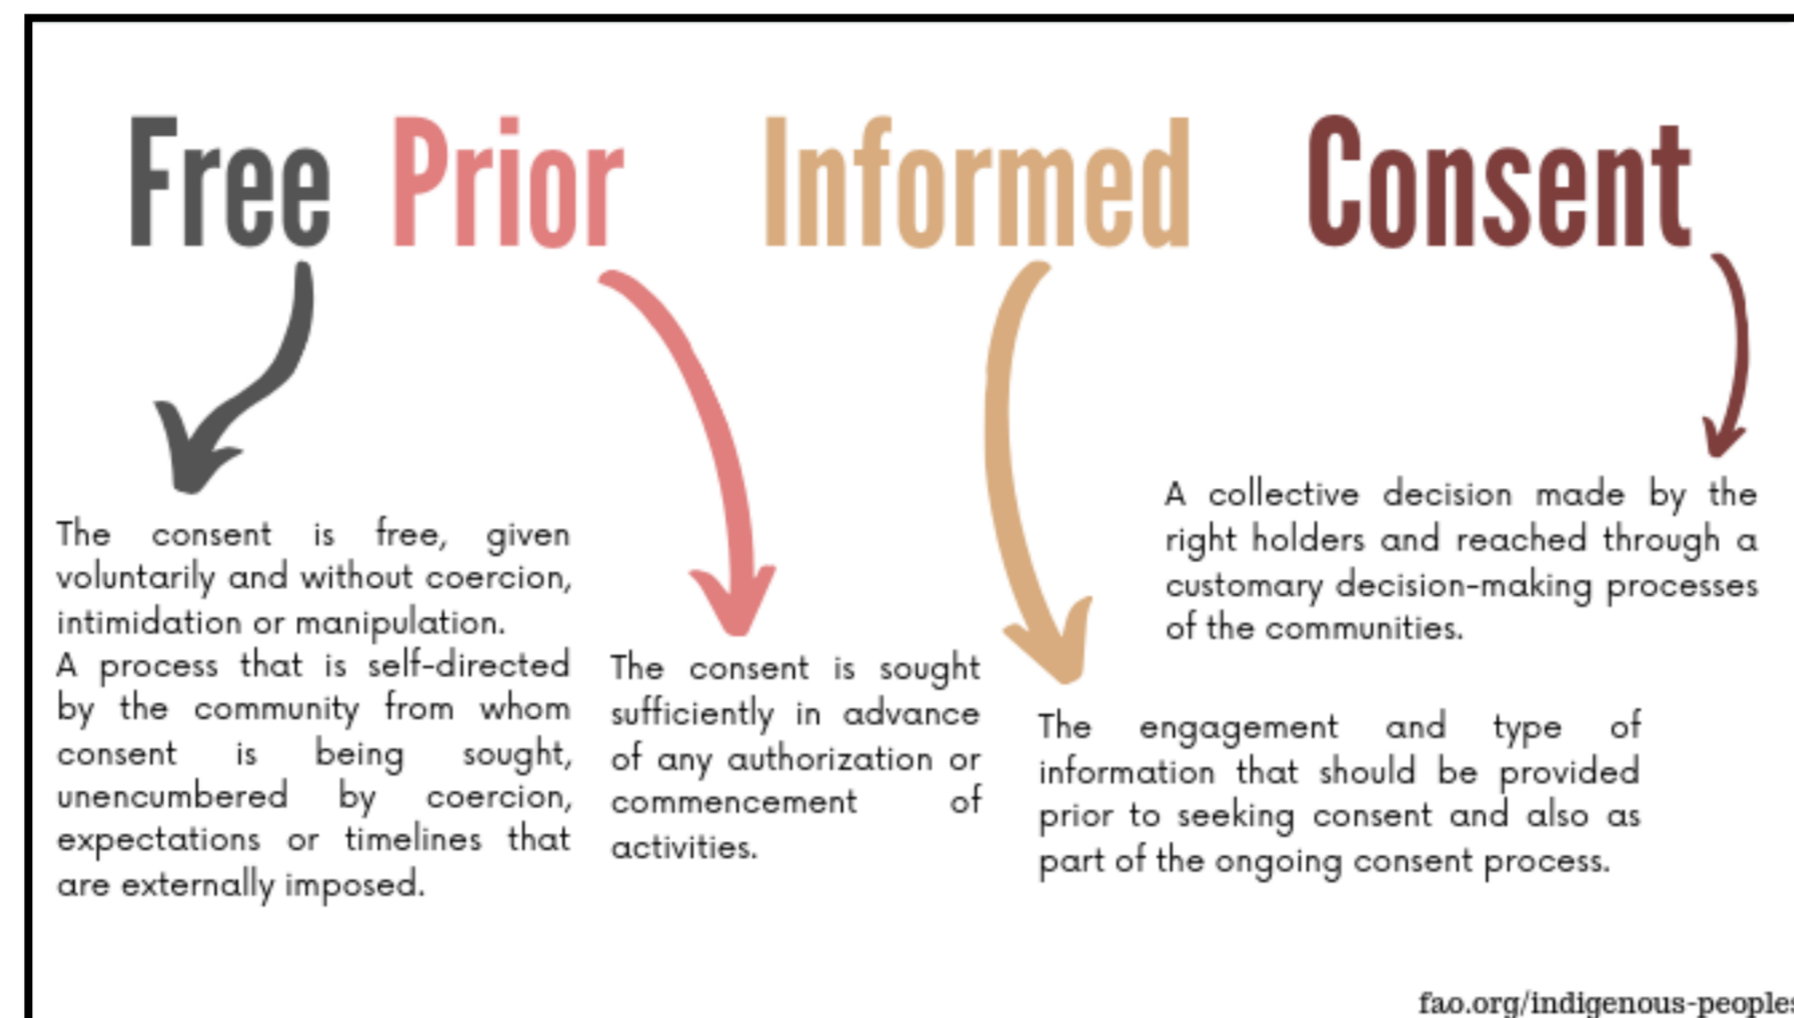 Free Prior Informed Consent
The consent is free, given
voluntarily and without coercion,
intimidation or manipulation.
A process that is self-directed
by the community from whom
consent is being sought,
unencumbered by coercion,
expectations or timelines that
are externally imposed.
The consent is sought
sufficiently in advance
of any authorization or
commencement of
activities.
The engagement and type of
information that should be provided
prior to seeking consent and also as
part of the ongoing consent process.
A collective decision made by the
right holders and reached through a
customary decision-making processes
of the communities.
fao.org/indigenous-peoples